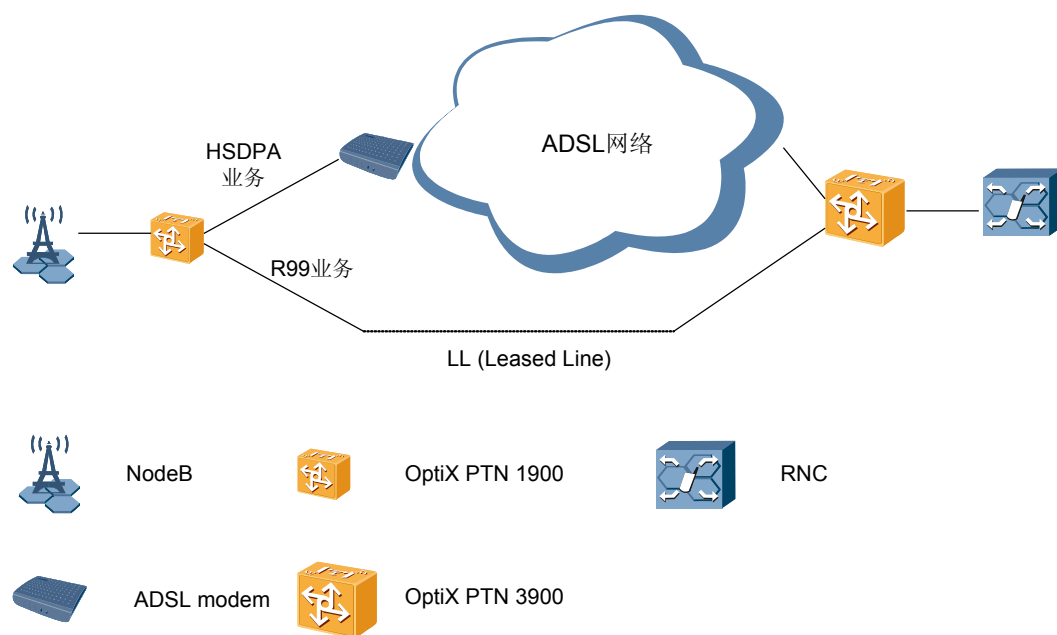 HSDPA
业务
ADSL网络
R99业务
LL (Leased Line)
NodeB
OptiX PTN 1900
RNC
ADSL modem
OptiX PTN 3900